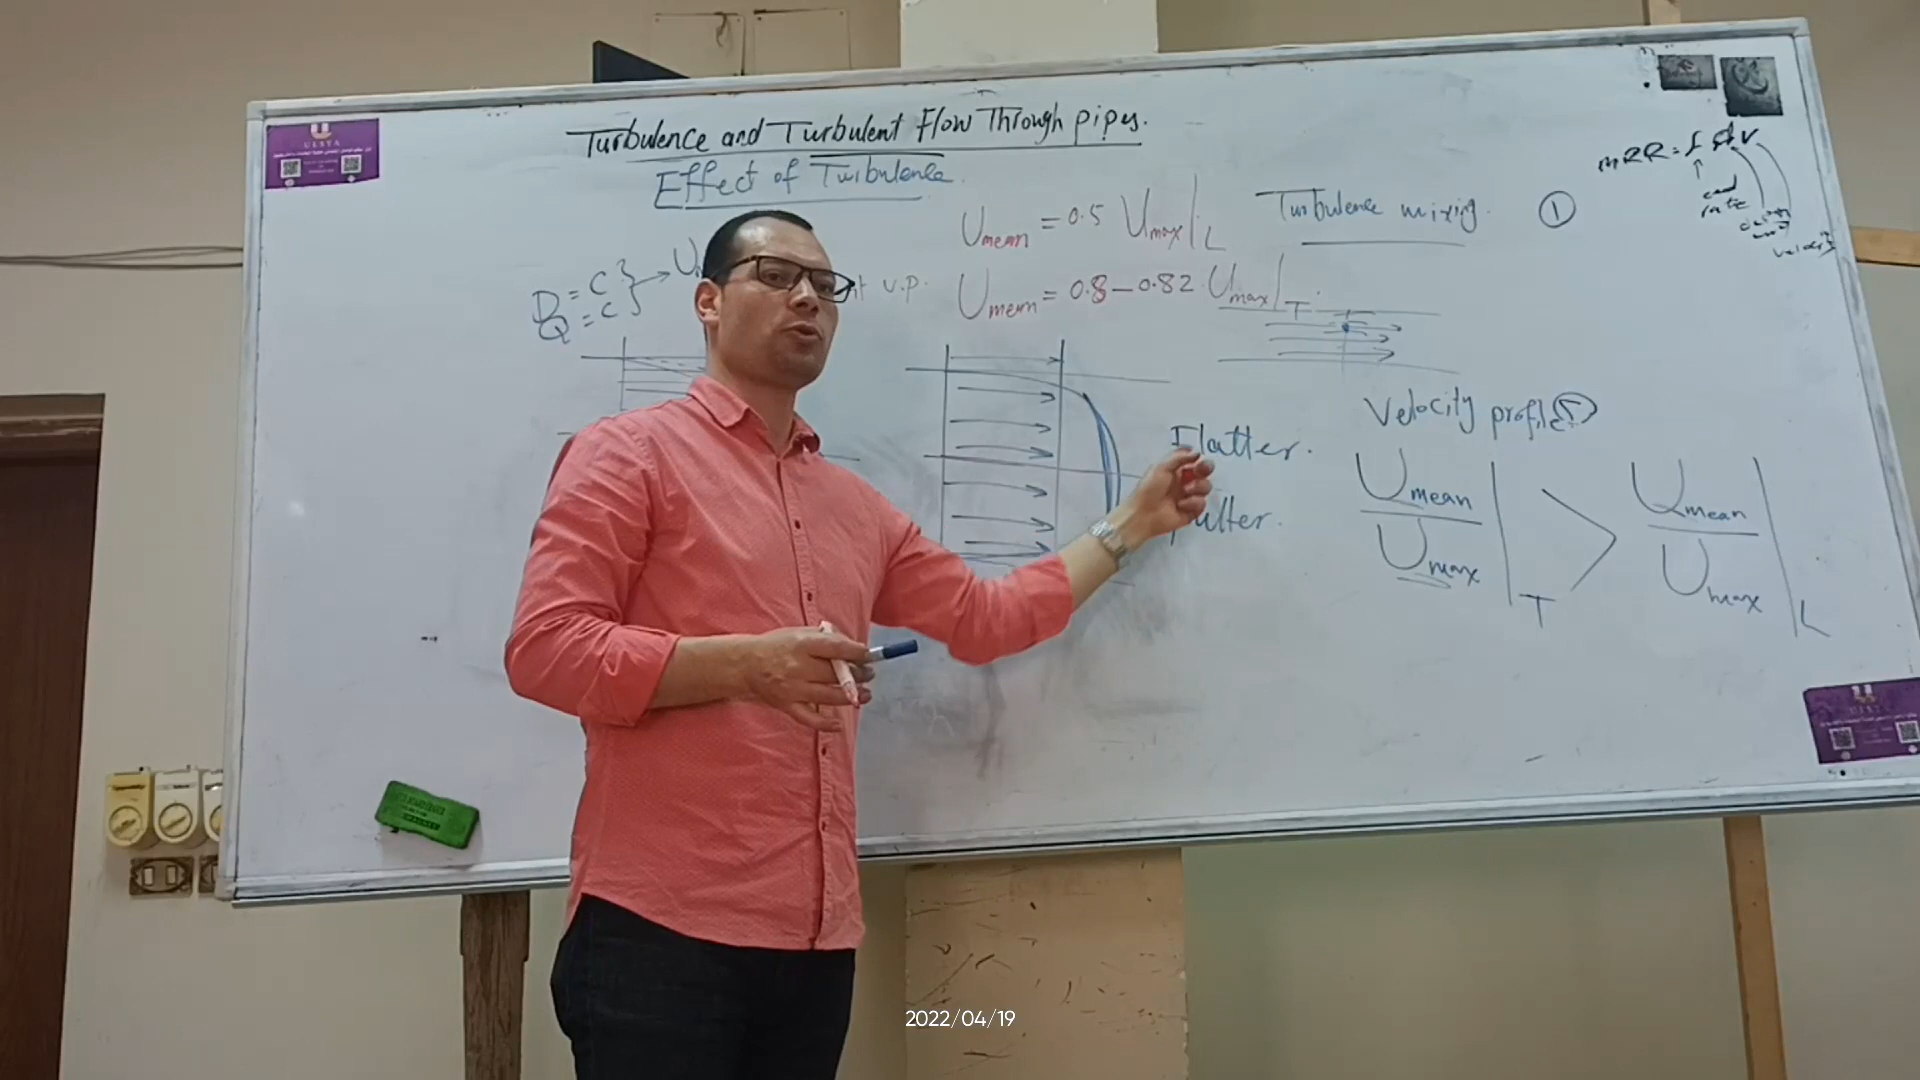 Turbulence and Turbulent Flow Through pipes.
Effect of Turbulence.
Umean = 0.5 Umax|L
Turbulence mixing.
①
MRR = f d v
D = C
Q = C
v.p.
Umean = 0.8 – 0.82 Umax|T
Flatter.
Velocity profile
Umean
Umax
T
>
Umean
Umax
L
ULSTA
2022/04/19